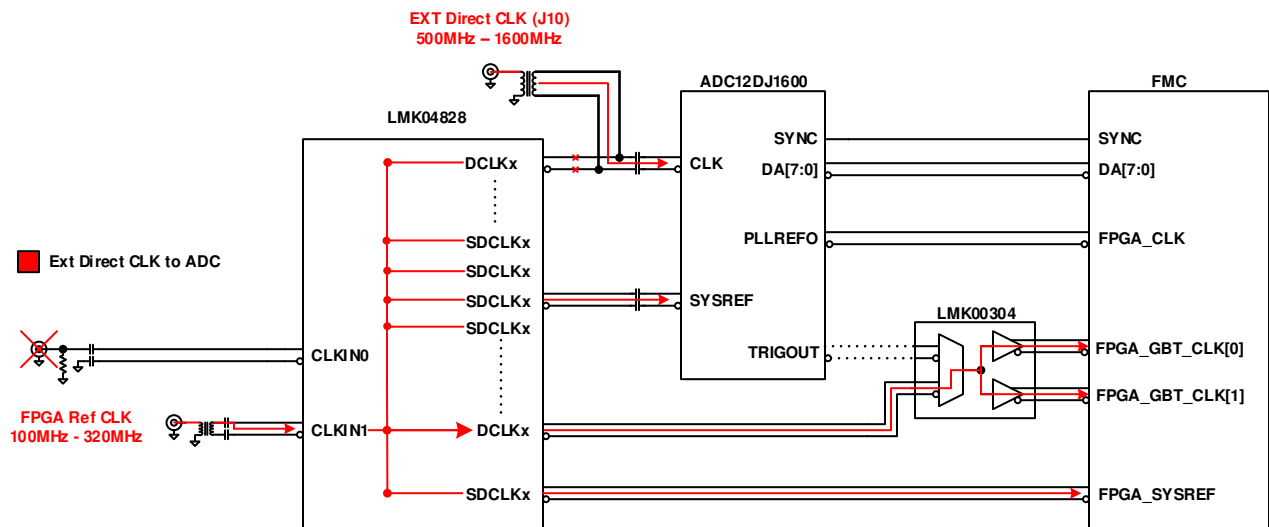 EXT Direct CLK (J10)
500MHz – 1600MHz
LMK04828
ADC12DJ1600
FMC
DCLKx
CLK
SYNC
SYNC
DA[7:0]
DA[7:0]
SDCLKx
PLLREFO
FPGA_CLK
Ext Direct CLK to ADC
SDCLKx
SDCLKx
SYSREF
SDCLKx
LMK00304
CLKIN0
TRIGOUT
FPGA_GBT_CLK[0]
FPGA_GBT_CLK[1]
FPGA Ref CLK
100MHz - 320MHz
CLKIN1
DCLKx
SDCLKx
FPGA_SYSREF